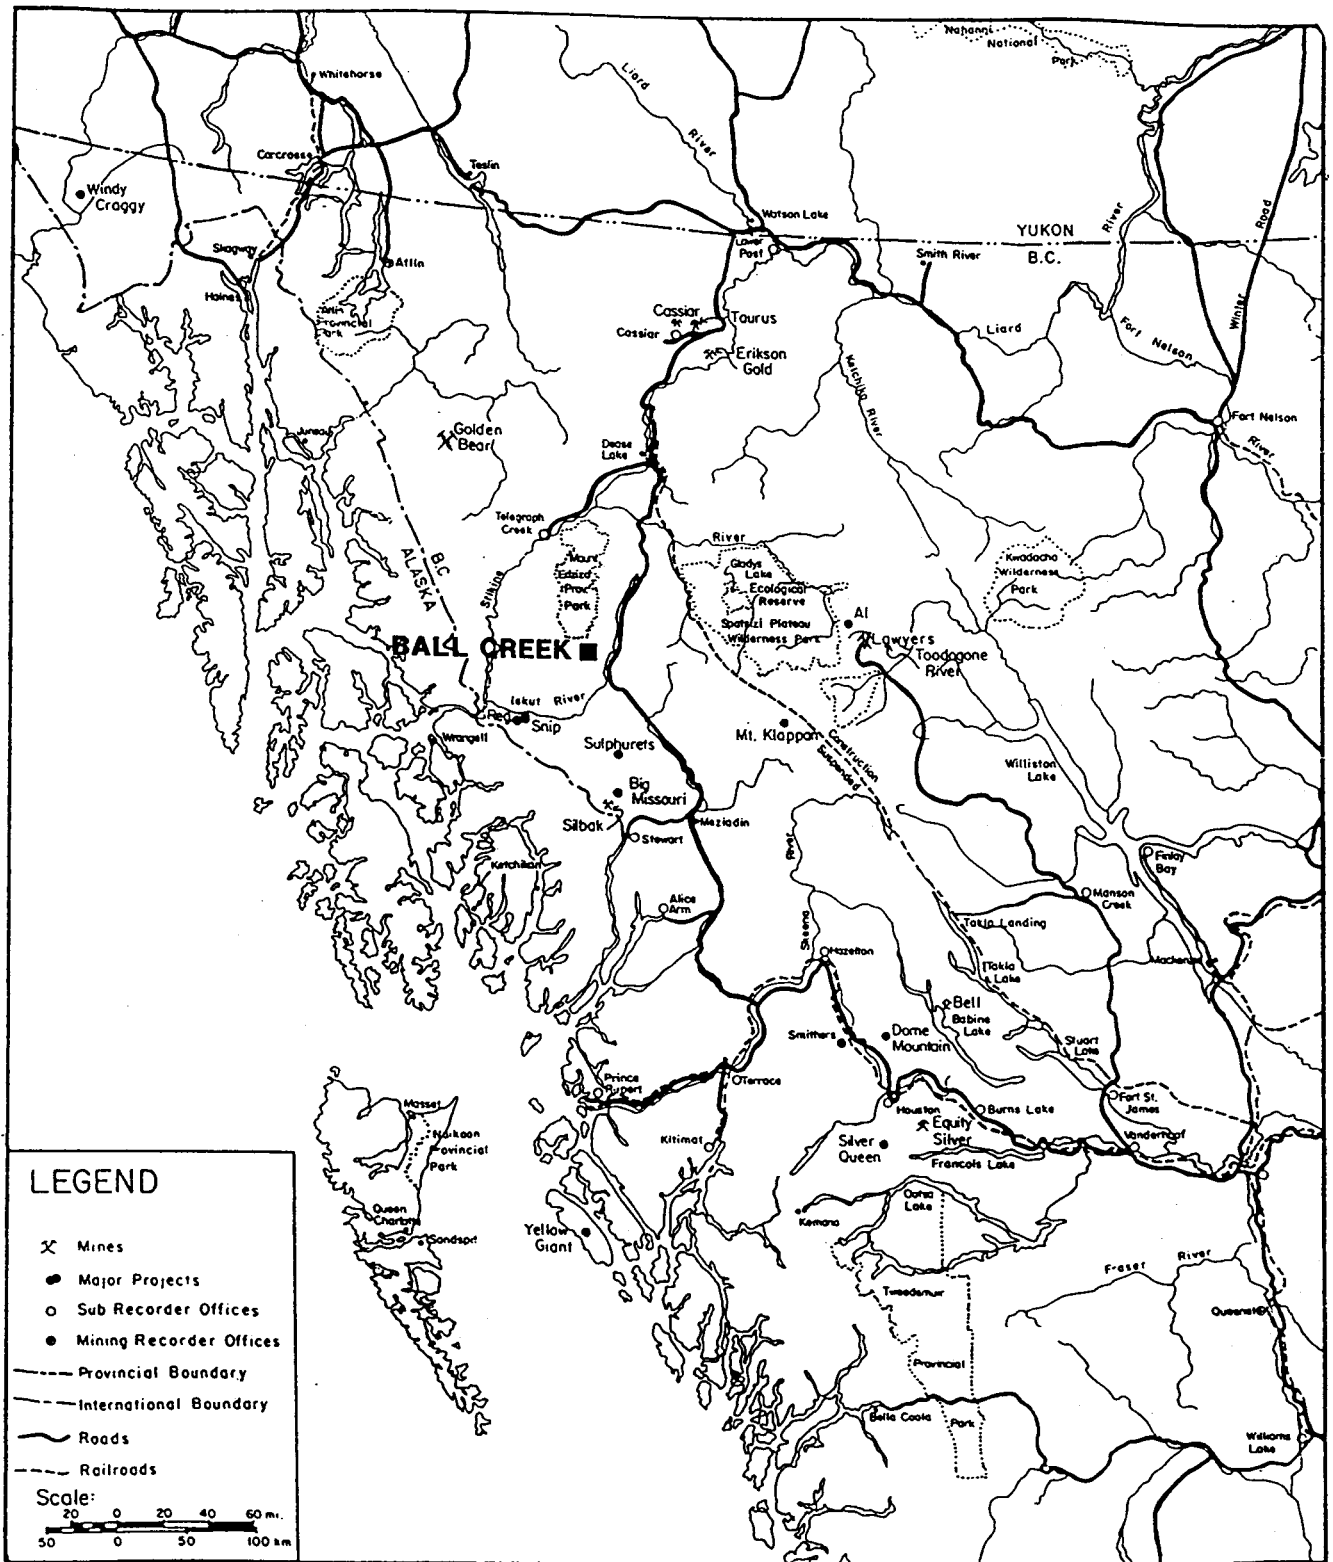 Nahanni
National
Park
Whitehorse
Liard
River
Carcross
Teslin
Windy
Craggy
Watson Lake
River
Winter Road
YUKON
B.C.
Skagway
Lower
Post
Smith River
Atlin
Haines
Provincial
Park
Cassiar
Taurus
Cassiar
Liard
Fort Nelson
Erikson
Gold
Kechika River
Fort Nelson
River
Golden
Bear
Juneau
Dease
Lake
Telegraph
Creek
River
B.C.
ALASKA
Stikine
Mount
Edziza
Prov.
Park
Gladys
Lake
Ecological
Reserve
Spatsizi Plateau
Wilderness Park
Kwadacha
Wilderness
Park
Al
Lawyers
Toodogone
River
BALL CREEK
Iskut River
Red
Snip
Wrangell
Sulphurets
Mt. Klappan
Construction
Suspended
Williston
Lake
Big
Missouri
Silbak
Meziadin
Stewart
River
Ketchikan
Finlay
Bay
Alice
Arm
Manson
Creek
Skeena
Takla Landing
Hazelton
Takla
Lake
Mackenzie
Bell
Babine
Lake
Smithers
Dome
Mountain
Stuart
Lake
Prince
Rupert
Terrace
Fort St.
James
Masset
Houston
Burns Lake
Equity
Silver
Vanderhoof
Naikoon
Provincial
Park
Kitimat
Silver
Queen
Francois Lake
Ootsa
Lake
Queen
Charlotte
Kemano
Sandspit
Yellow
Giant
Fraser River
Tweedsmuir
Quesnel
Provincial
Bella Coola
Park
Williams
Lake
LEGEND
Mines
Major Projects
Sub Recorder Offices
Mining Recorder Offices
Provincial Boundary
International Boundary
Roads
Railroads
Scale:
20 0 20 40 60 mi.
50 0 50 100 km